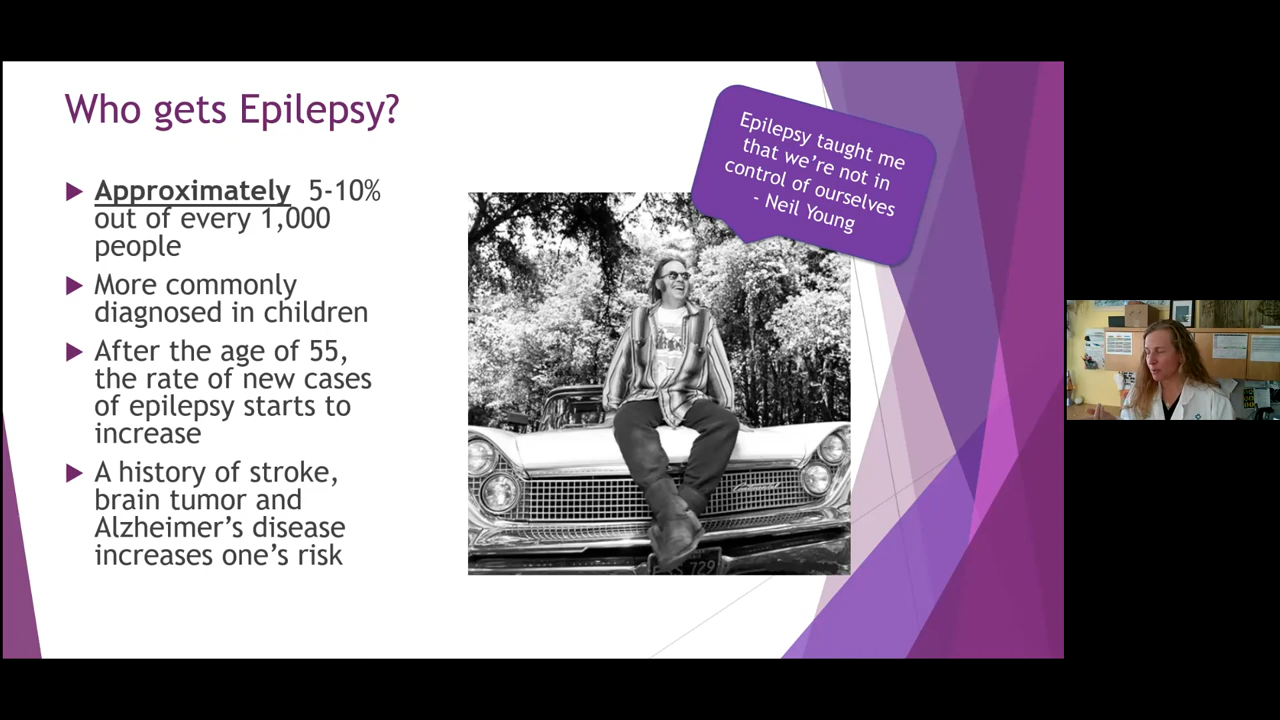 Who gets Epilepsy?
Approximately 5-10%
out of every 1,000
people
More commonly
diagnosed in children
After the age of 55,
the rate of new cases
of epilepsy starts to
increase
A history of stroke,
brain tumor and
Alzheimer's disease
increases one's risk
Epilepsy taught me
that we're not in
control of ourselves
- Neil Young
729